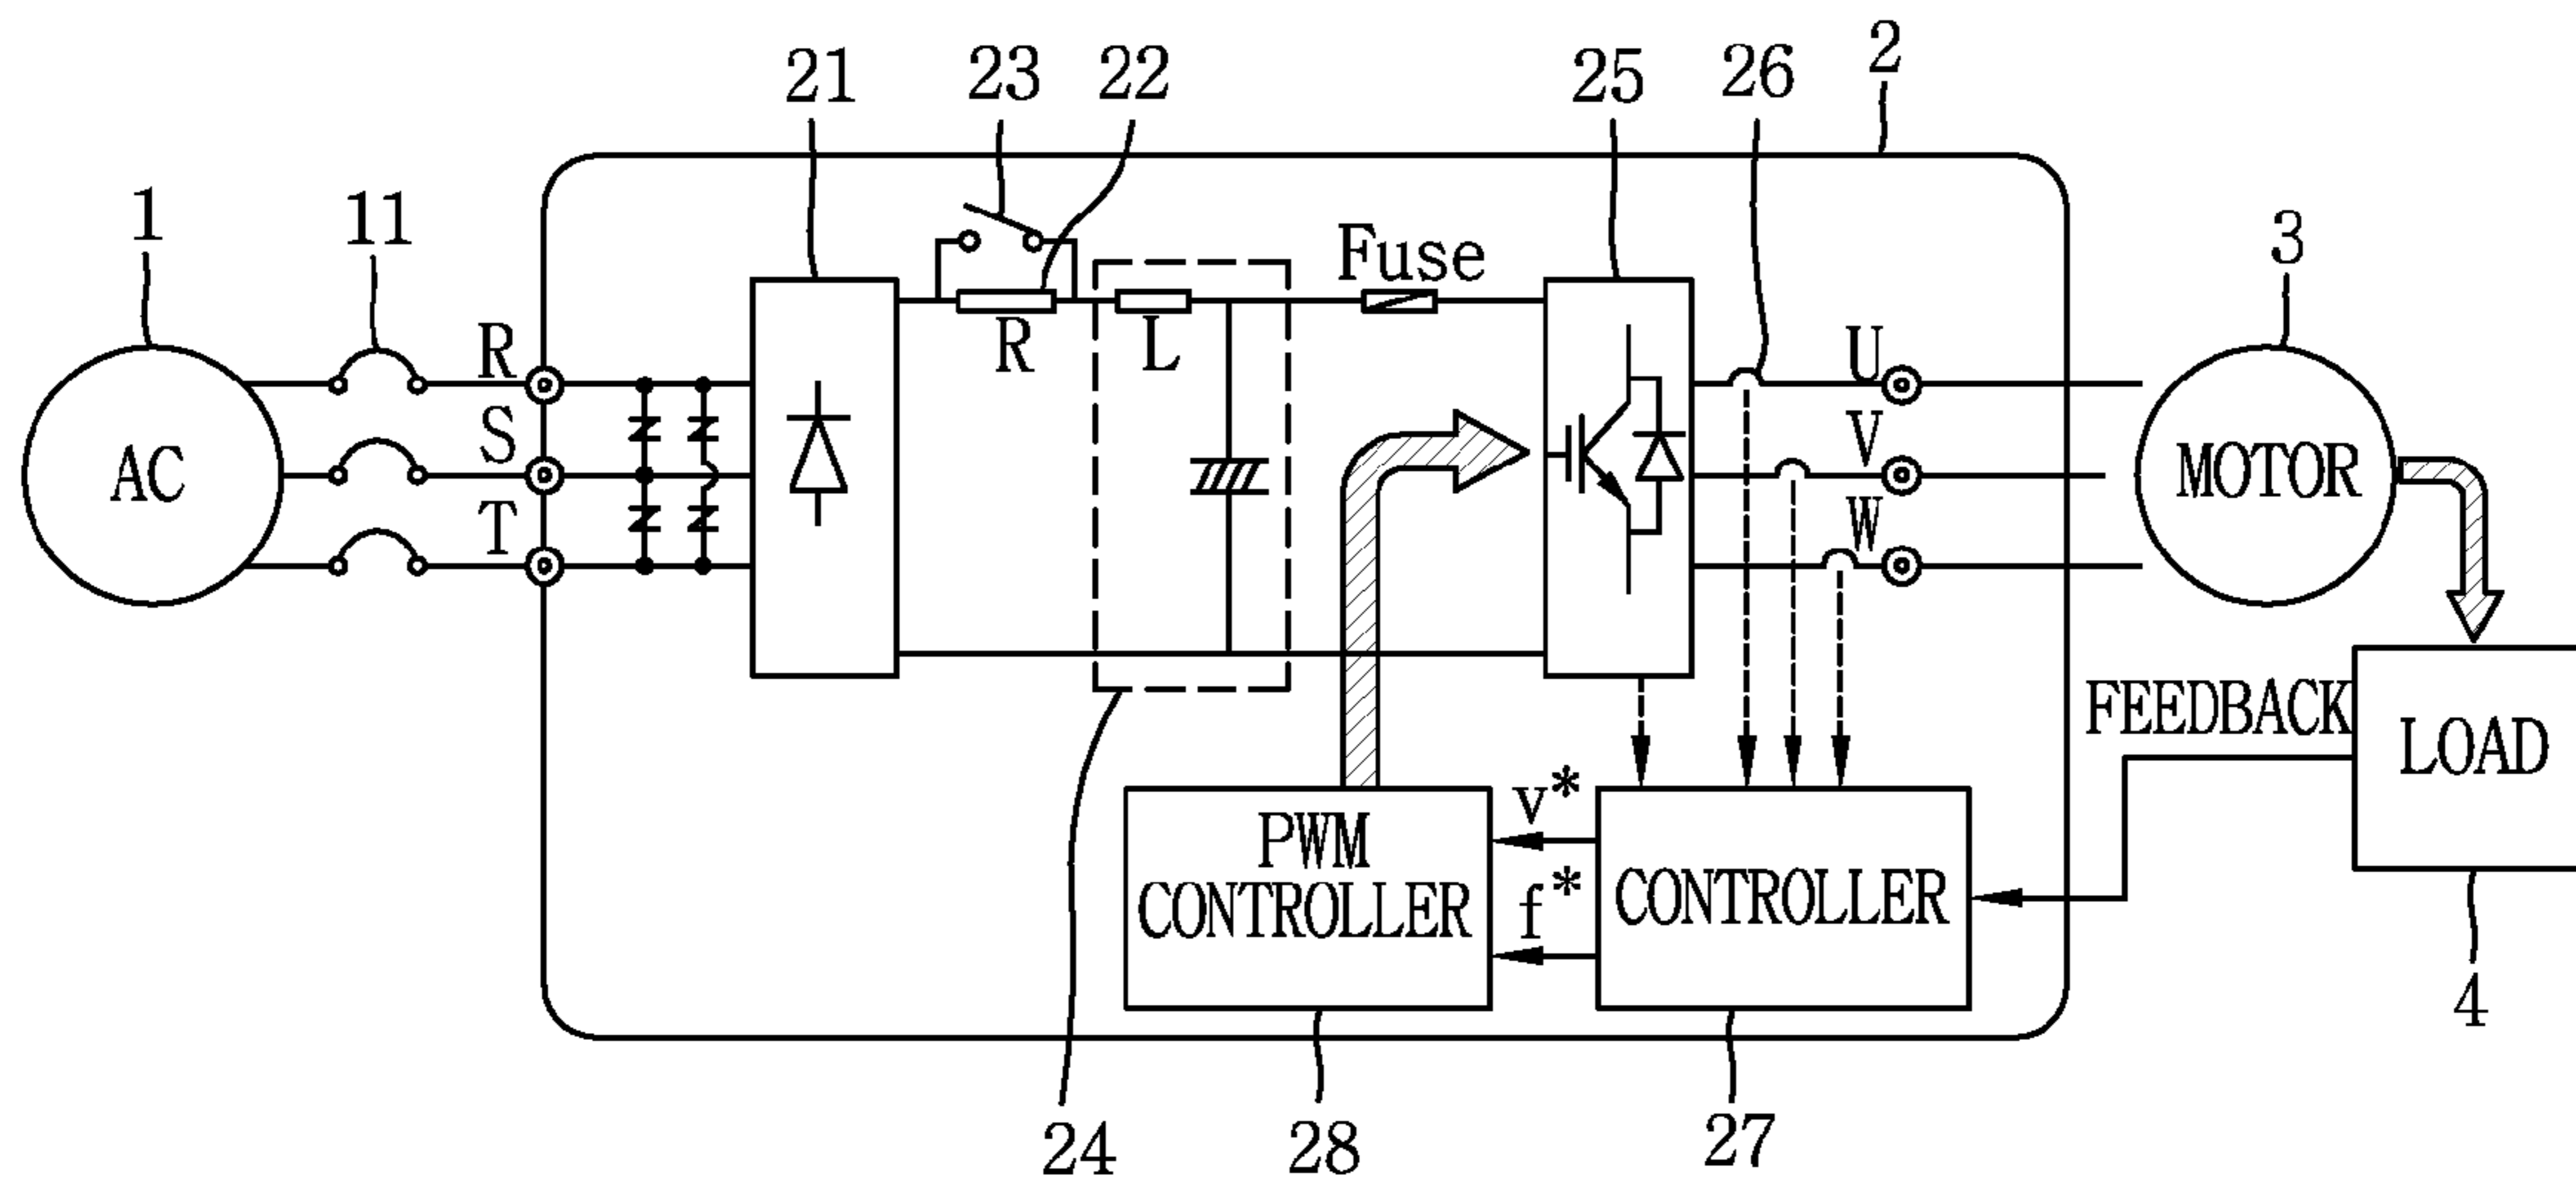 2
21
23
22
25
26
1
11
3
Fuse
R
R
L
U
S
V
AC
MOTOR
T
W
FEEDBACK
LOAD
v*
PWM
CONTROLLER
f*
CONTROLLER
4
24
28
27